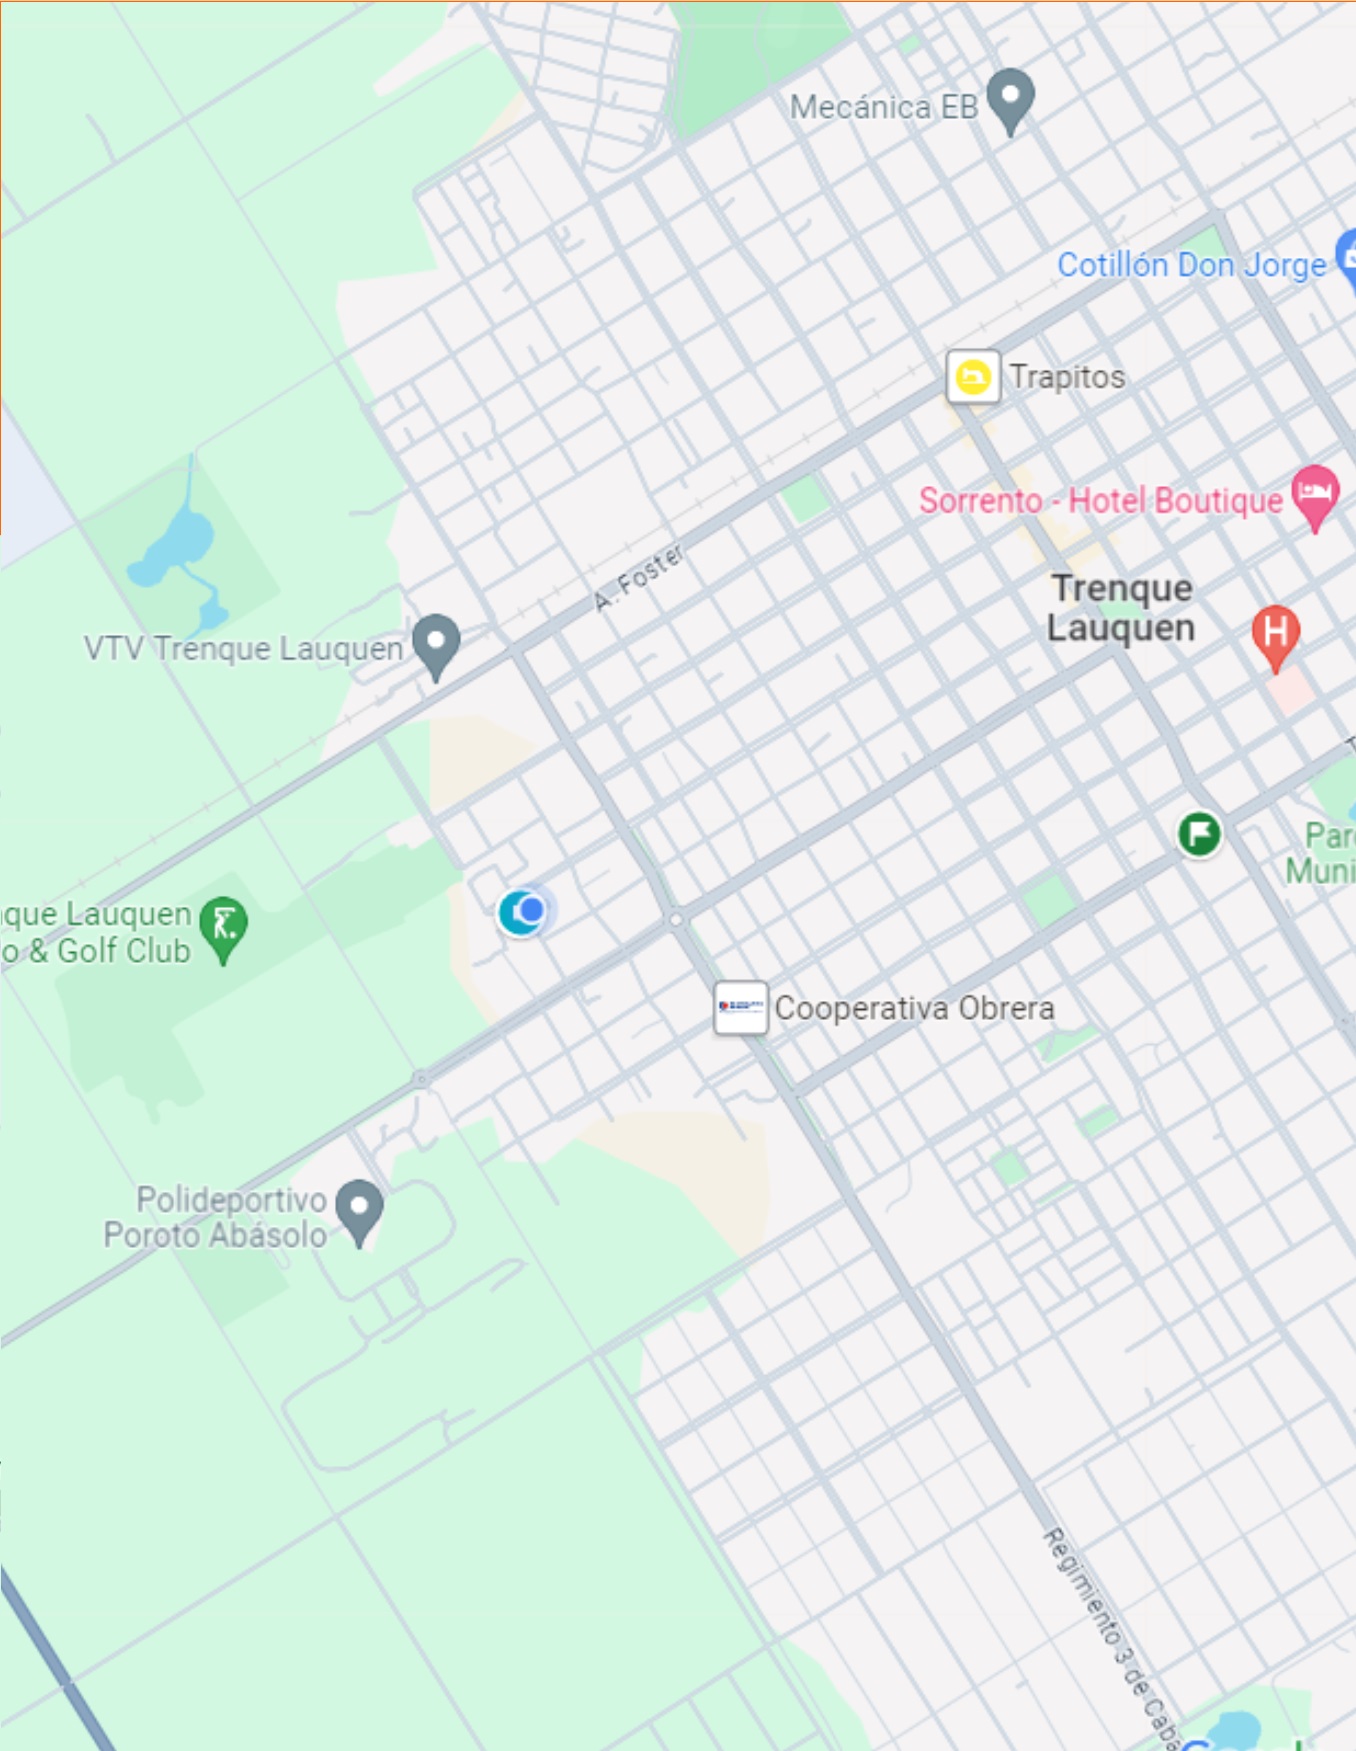 Mecánica EB
Cotillón Don Jorge
Trapitos
Sorrento - Hotel Boutique
A. Foster
Trenque
Lauquen
H
VTV Trenque Lauquen
Par
Muni
que Lauquen
o & Golf Club
Cooperativa Obrera
Polideportivo
Poroto Abásolo
Regimiento 3 de Caba